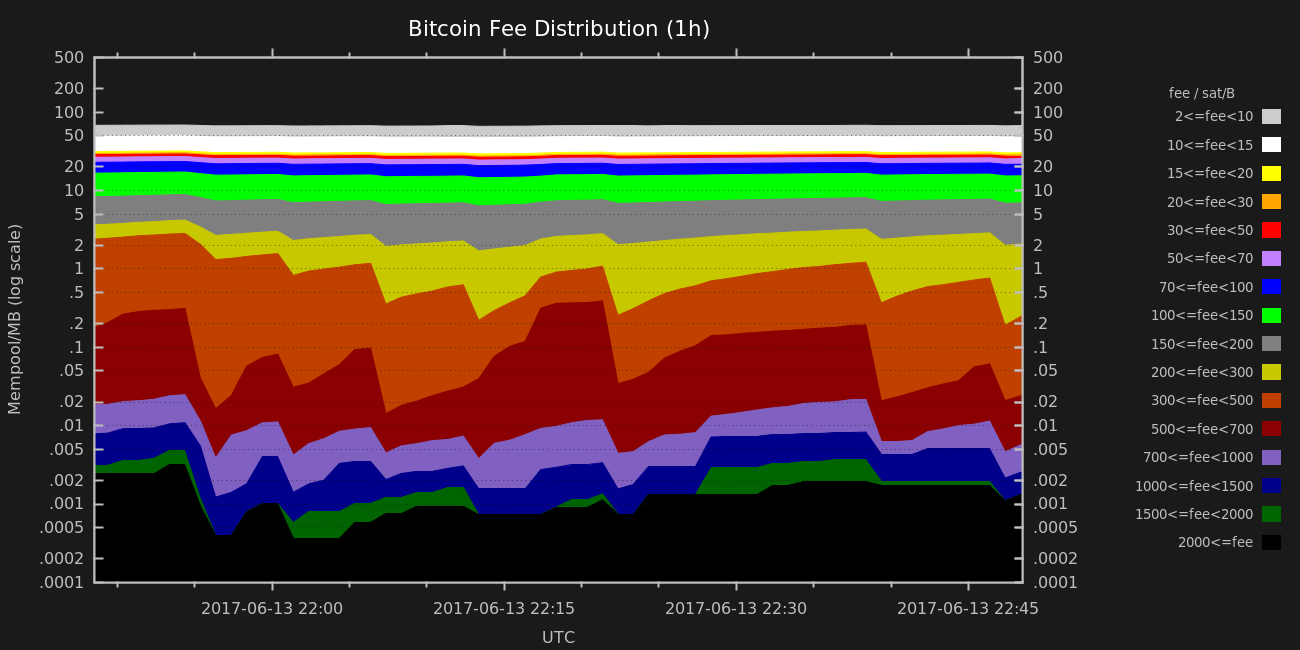 Bitcoin Fee Distribution (1h)
500 500
200 200
100 100
50 50
20 20
10 10
5 5
2 2
1 1
.5 .5
.2 .2
.1 .1
.05 .05
.02 .02
.01 .01
.005 .005
.002 .002
.001 .001
.0005 .0005
.0002 .0002
.0001 .0001
Mempool/MB (log scale)
2017-06-13 22:00 2017-06-13 22:15 2017-06-13 22:30 2017-06-13 22:45
UTC
fee / sat/B
2<=fee<10
10<=fee<15
15<=fee<20
20<=fee<30
30<=fee<50
50<=fee<70
70<=fee<100
100<=fee<150
150<=fee<200
200<=fee<300
300<=fee<500
500<=fee<700
700<=fee<1000
1000<=fee<1500
1500<=fee<2000
2000<=fee